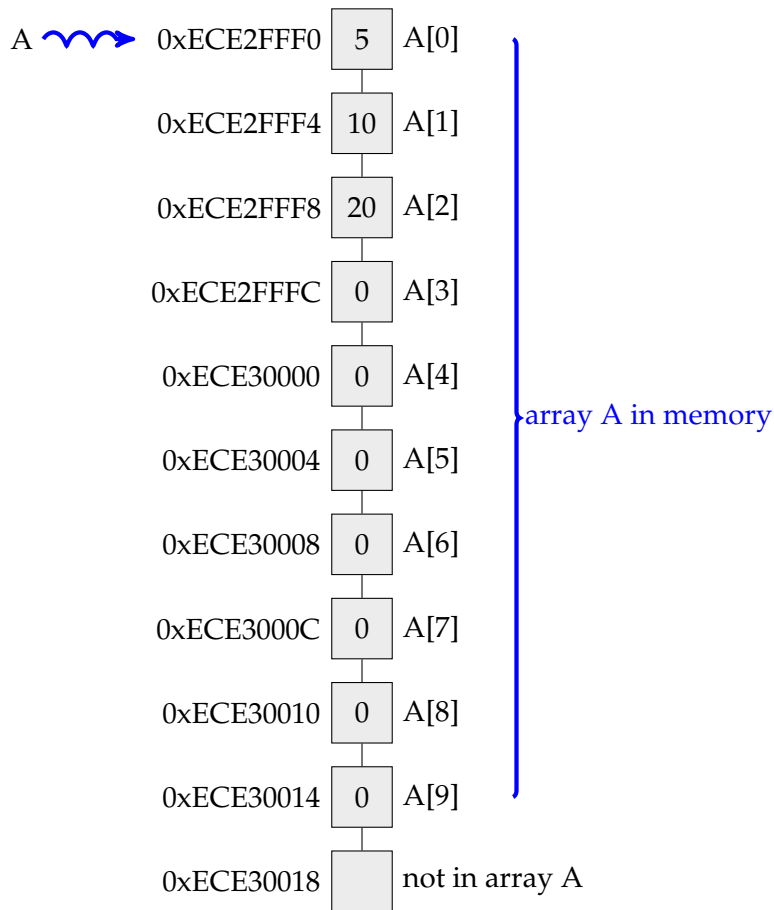 A 0xECE2FFF0 5 A[0]
0xECE2FFF4 10 A[1]
0xECE2FFF8 20 A[2]
0xECE2FFFC 0 A[3]
0xECE30000 0 A[4]
array A in memory
0xECE30004 0 A[5]
0xECE30008 0 A[6]
0xECE3000C 0 A[7]
0xECE30010 0 A[8]
0xECE30014 0 A[9]
0xECE30018 not in array A